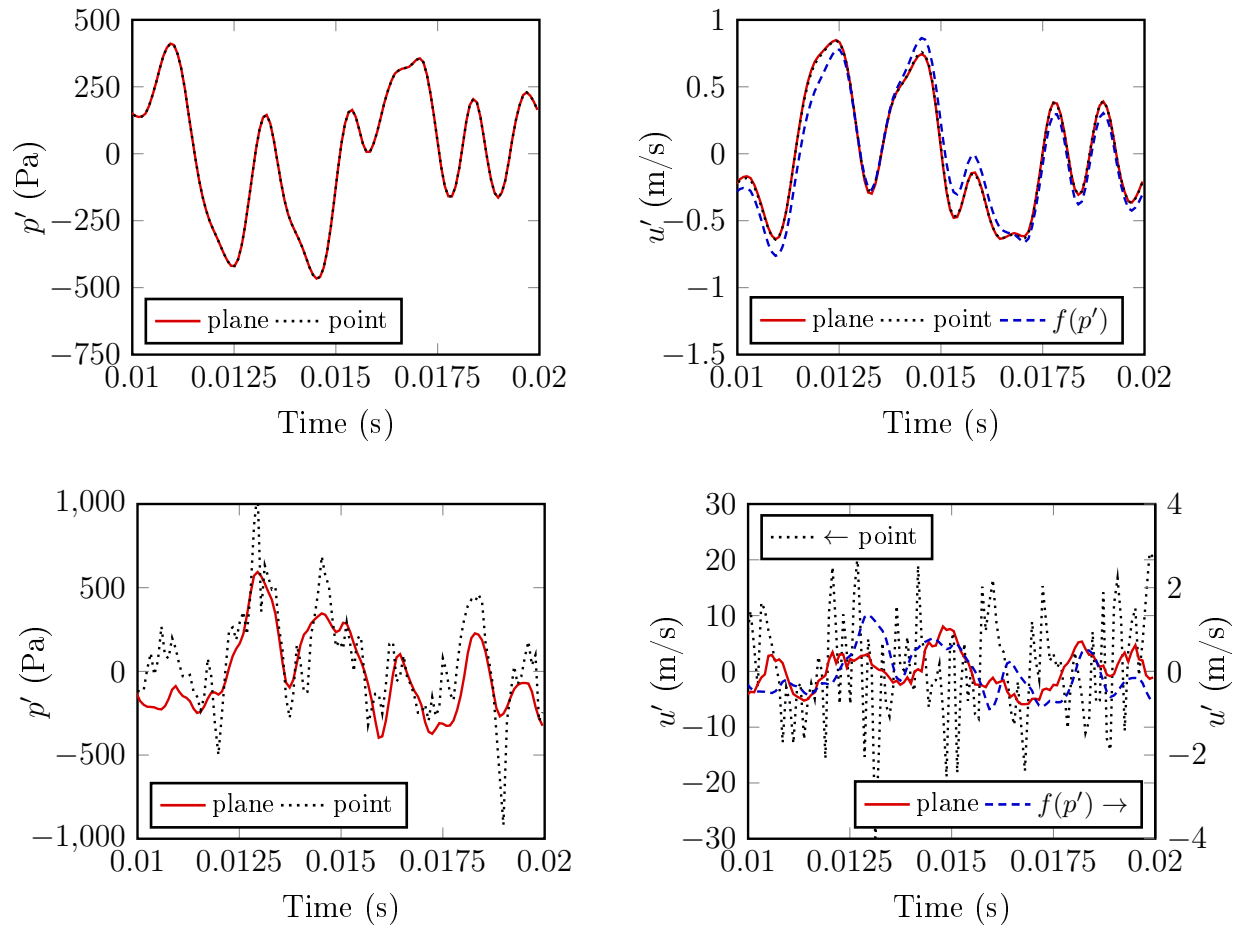 500
250
0
−250
−500
−750
p′ (Pa)
plane point
0.01 0.0125 0.015 0.0175 0.02
Time (s)
1
0.5
0
−0.5
−1
−1.5
u′ (m/s)
plane point f(p′)
0.01 0.0125 0.015 0.0175 0.02
Time (s)
1,000
500
0
−500
−1,000
p′ (Pa)
plane point
0.01 0.0125 0.015 0.0175 0.02
Time (s)
30
20
10
0
−10
−20
−30
u′ (m/s)
← point
4
2
0
−2
−4
u′ (m/s)
plane f(p′) →
0.01 0.0125 0.015 0.0175 0.02
Time (s)